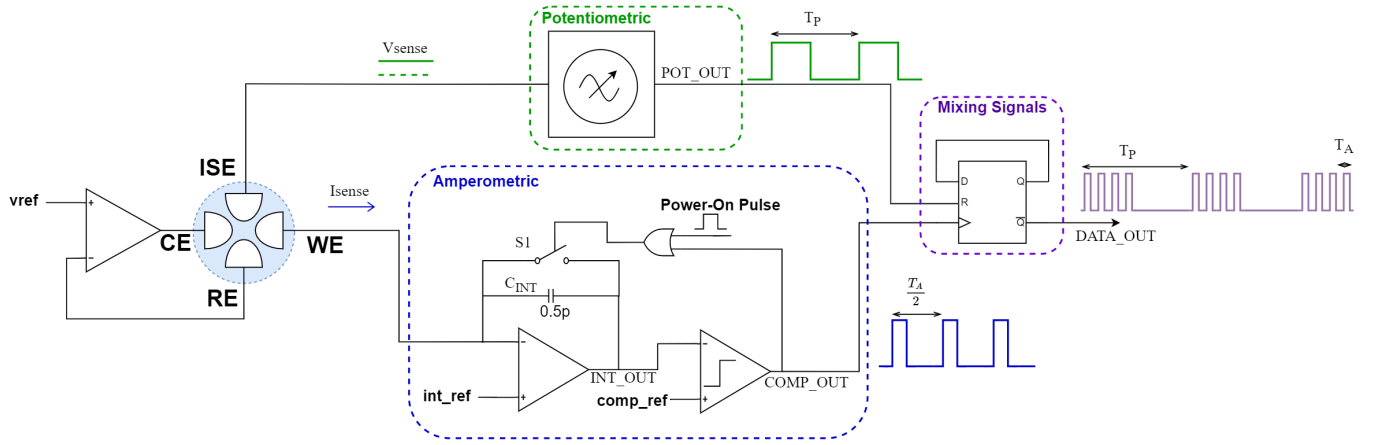 Potentiometric
T_P
Vsense
POT_OUT
Mixing Signals
ISE
T_P
T_A
Amperometric
D
Q
vref
+
Isense
Power-On Pulse
R
CE
WE
S1
Q̅
DATA_OUT
−
RE
C_INT
0.5p
T_A/2
−
−
INT_OUT
COMP_OUT
int_ref
+
comp_ref
+